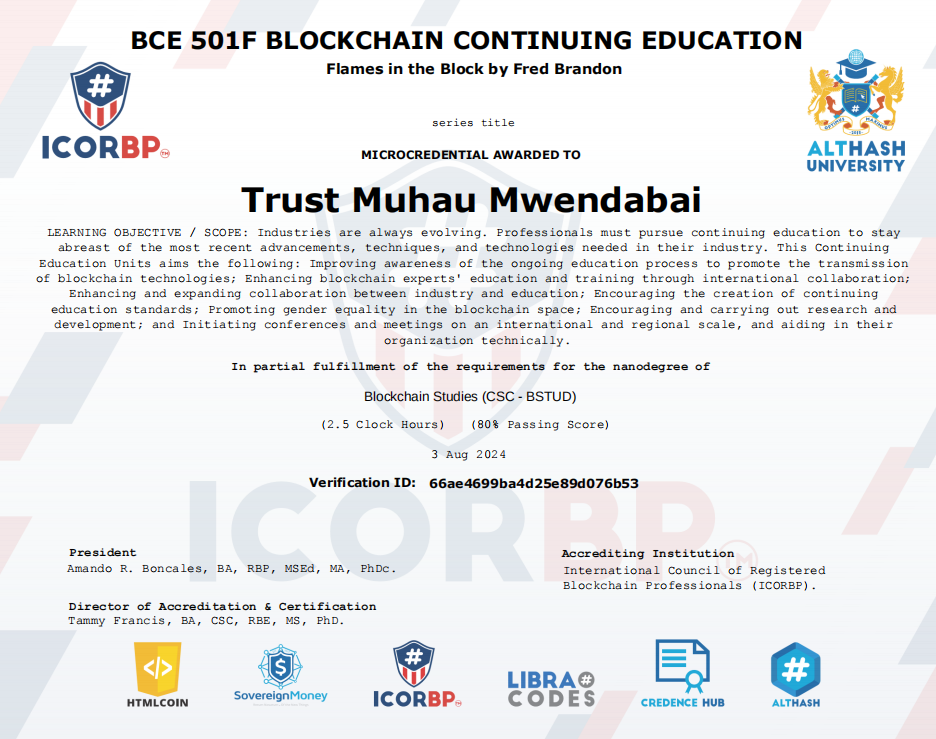 BCE 501F BLOCKCHAIN CONTINUING EDUCATION
Flames in the Block by Fred Brandon
ICORBP TM
series title
ALTHASH
UNIVERSITY
MICROCREDENTIAL AWARDED TO
Trust Muhau Mwendabai
LEARNING OBJECTIVE / SCOPE: Industries are always evolving. Professionals must pursue continuing education to stay
abreast of the most recent advancements, techniques, and technologies needed in their industry. This Continuing
Education Units aims the following: Improving awareness of the ongoing education process to promote the transmission
of blockchain technologies; Enhancing blockchain experts' education and training through international collaboration;
Enhancing and expanding collaboration between industry and education; Encouraging the creation of continuing
education standards; Promoting gender equality in the blockchain space; Encouraging and carrying out research and
development; and Initiating conferences and meetings on an international and regional scale, and aiding in their
organization technically.
In partial fulfillment of the requirements for the nanodegree of
Blockchain Studies (CSC - BSTUD)
(2.5 Clock Hours) (80% Passing Score)
3 Aug 2024
Verification ID: 66ae4699ba4d25e89d076b53
ICORBP TM
President
Amando R. Boncales, BA, RBP, MSEd, MA, PhDc.
Accrediting Institution
International Council of Registered
Blockchain Professionals (ICORBP).
Director of Accreditation & Certification
Tammy Francis, BA, CSC, RBE, MS, PhD.
HTMLCOIN
SovereignMoney
ICORBP TM
LIBRA#
CODES
CREDENCE HUB
ALTHASH